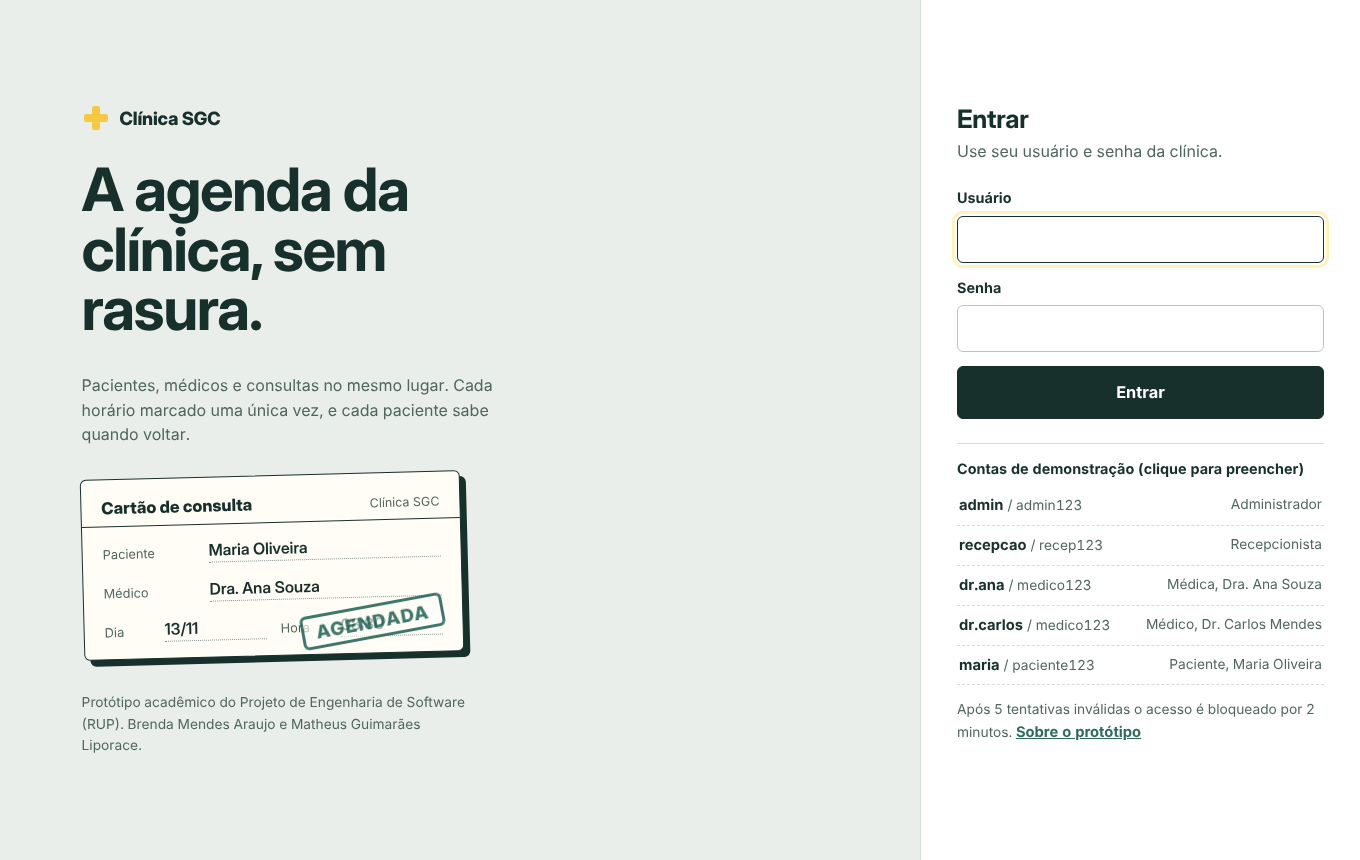 Clínica SGC
A agenda da
clínica, sem
rasura.
Pacientes, médicos e consultas no mesmo lugar. Cada
horário marcado uma única vez, e cada paciente sabe
quando voltar.
Cartão de consulta Clínica SGC
Paciente Maria Oliveira
Médico Dra. Ana Souza
Dia 13/11 Hora
AGENDADA
Protótipo acadêmico do Projeto de Engenharia de Software
(RUP). Brenda Mendes Araujo e Matheus Guimarães
Liporace.
Entrar
Use seu usuário e senha da clínica.
Usuário
Senha
Entrar
Contas de demonstração (clique para preencher)
admin / admin123 Administrador
recepcao / recep123 Recepcionista
dr.ana / medico123 Médica, Dra. Ana Souza
dr.carlos / medico123 Médico, Dr. Carlos Mendes
maria / paciente123 Paciente, Maria Oliveira
Após 5 tentativas inválidas o acesso é bloqueado por 2
minutos. Sobre o protótipo